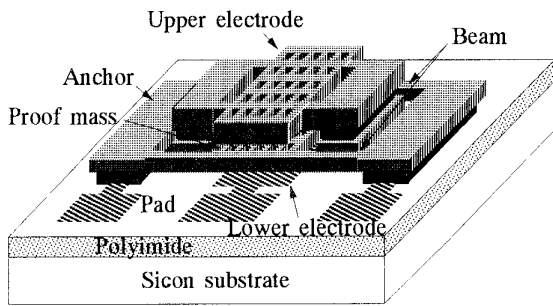 Upper electrode
Beam
Anchor
Proof mass
Pad
Lower electrode
Polyimide
Sicon substrate